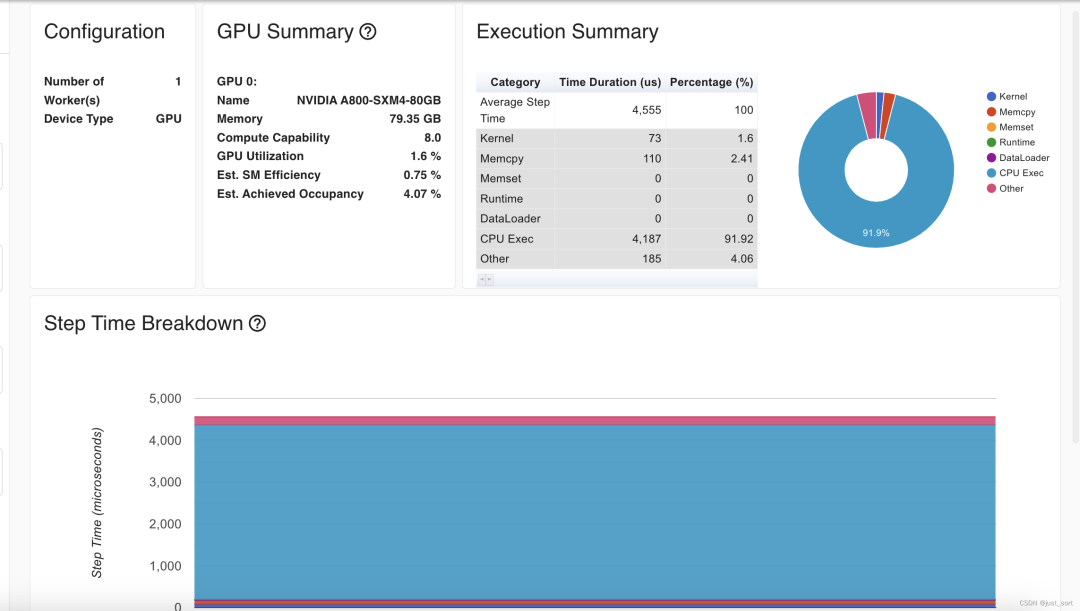 Configuration
Number of Worker(s) 1
Device Type GPU
GPU Summary
GPU 0:
Name NVIDIA A800-SXM4-80GB
Memory 79.35 GB
Compute Capability 8.0
GPU Utilization 1.6 %
Est. SM Efficiency 0.75 %
Est. Achieved Occupancy 4.07 %
Execution Summary
Category Time Duration (us) Percentage (%)
Average Step Time 4,555 100
Kernel 73 1.6
Memcpy 110 2.41
Memset 0 0
Runtime 0 0
DataLoader 0 0
CPU Exec 4,187 91.92
Other 185 4.06
91.9%
Kernel
Memcpy
Memset
Runtime
DataLoader
CPU Exec
Other
Step Time Breakdown
Step Time (microseconds)
5,000
4,000
3,000
2,000
1,000
0
CSDN @just_sort